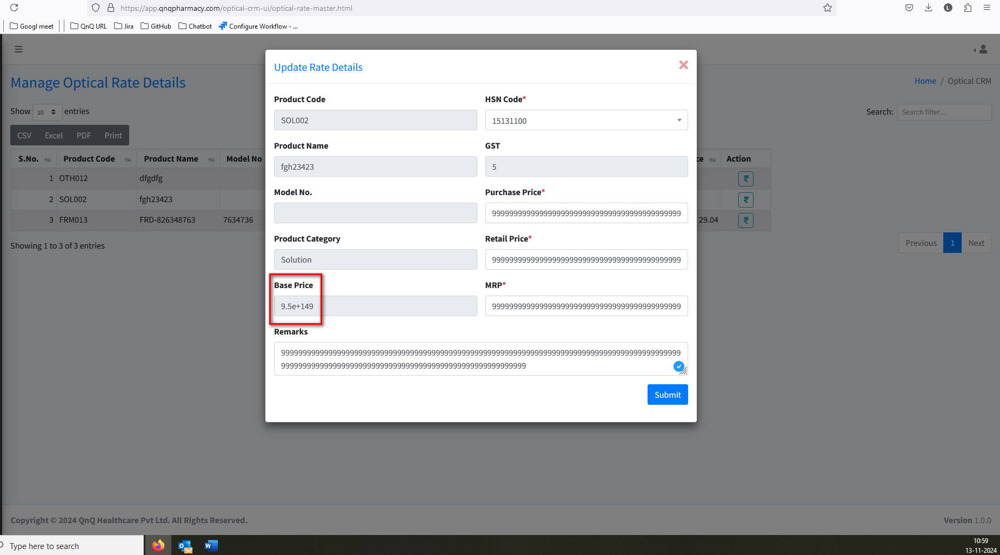 https://app.qnqpharmacy.com/optical-crm-ui/optical-rate-master.html
L
Googl meet
QnQ URL
Jira
GitHub
Chatbot
Configure Workflow - ...
Manage Optical Rate Details
Home / Optical CRM
Show 10 entries
Search: Search filter...
CSV Excel PDF Print
S.No. Product Code Product Name Model No ce Action
1 OTH012 dfgdfg ₹
2 SOL002 fgh23423 ₹
3 FRM013 FRD-826348763 7634736 29.04 ₹
Showing 1 to 3 of 3 entries
Previous 1 Next
Update Rate Details
Product Code
SOL002
HSN Code*
15131100
Product Name
fgh23423
GST
5
Model No.
Purchase Price*
Product Category
Solution
Retail Price*
Base Price
9.5e+149
MRP*
Remarks
Submit
Copyright © 2024 QnQ Healthcare Pvt Ltd. All Rights Reserved.
Version 1.0.0
Type here to search
10:59
13-11-2024